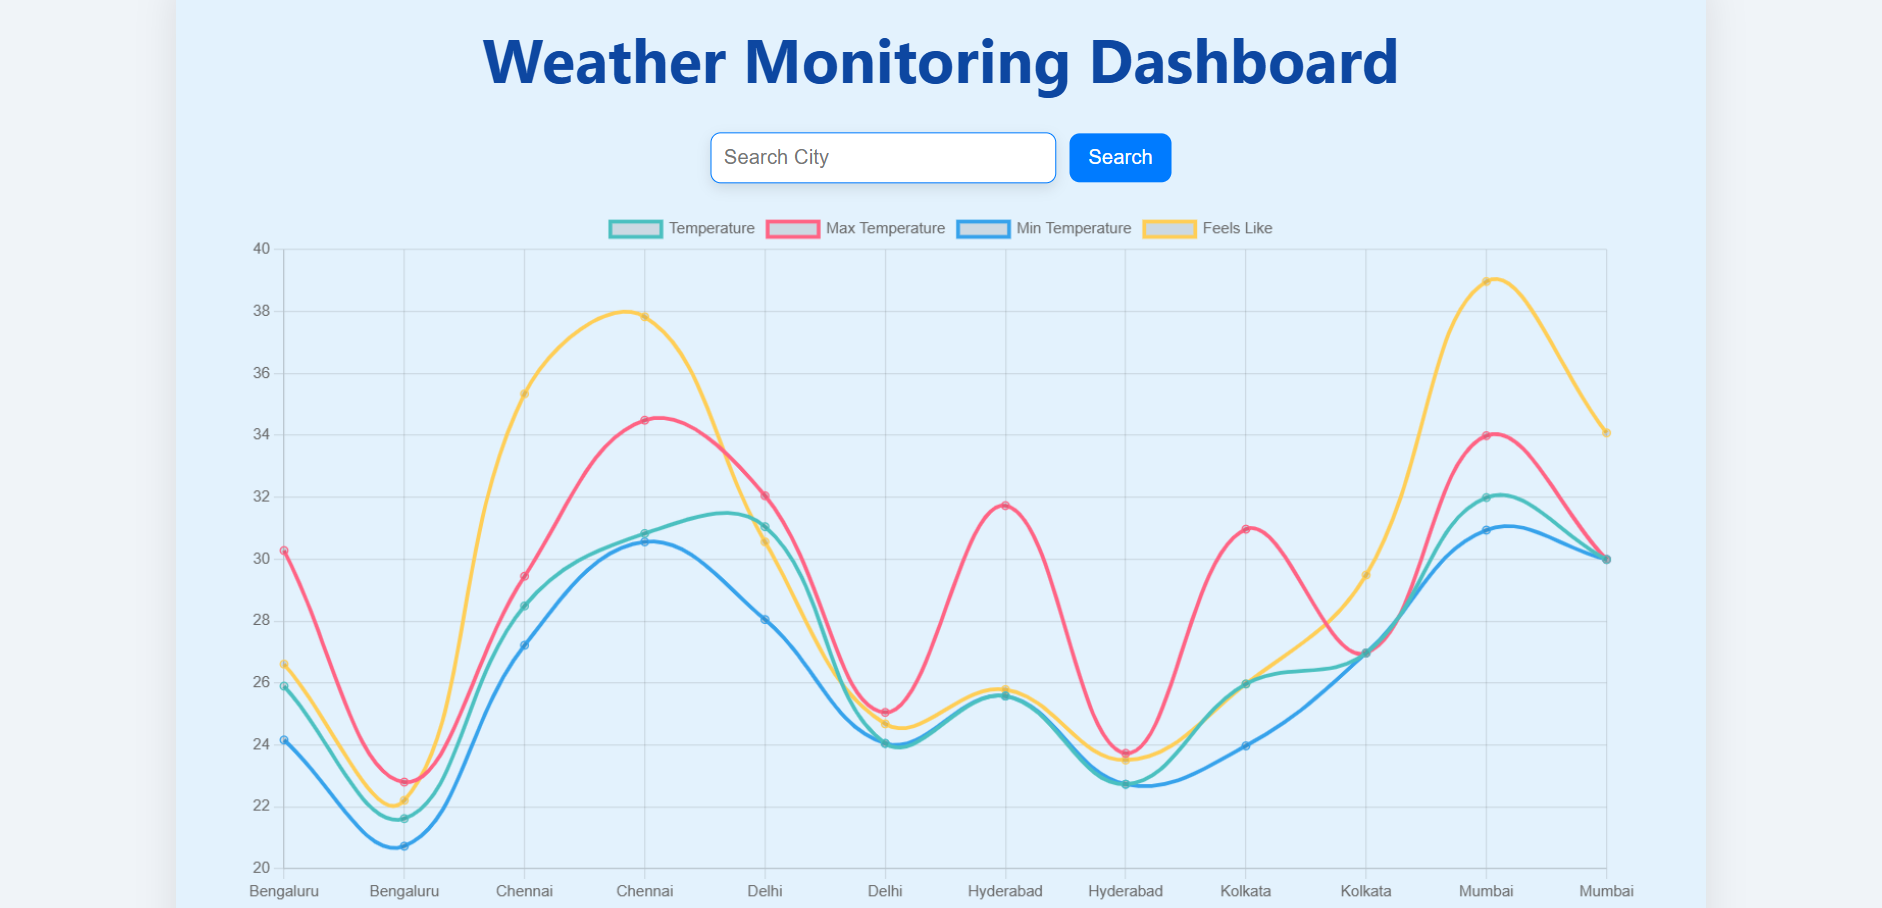 Weather Monitoring Dashboard
Search City
Search
Temperature Max Temperature Min Temperature Feels Like
40
38
36
34
32
30
28
26
24
22
20
Bengaluru Bengaluru Chennai Chennai Delhi Delhi Hyderabad Hyderabad Kolkata Kolkata Mumbai Mumbai